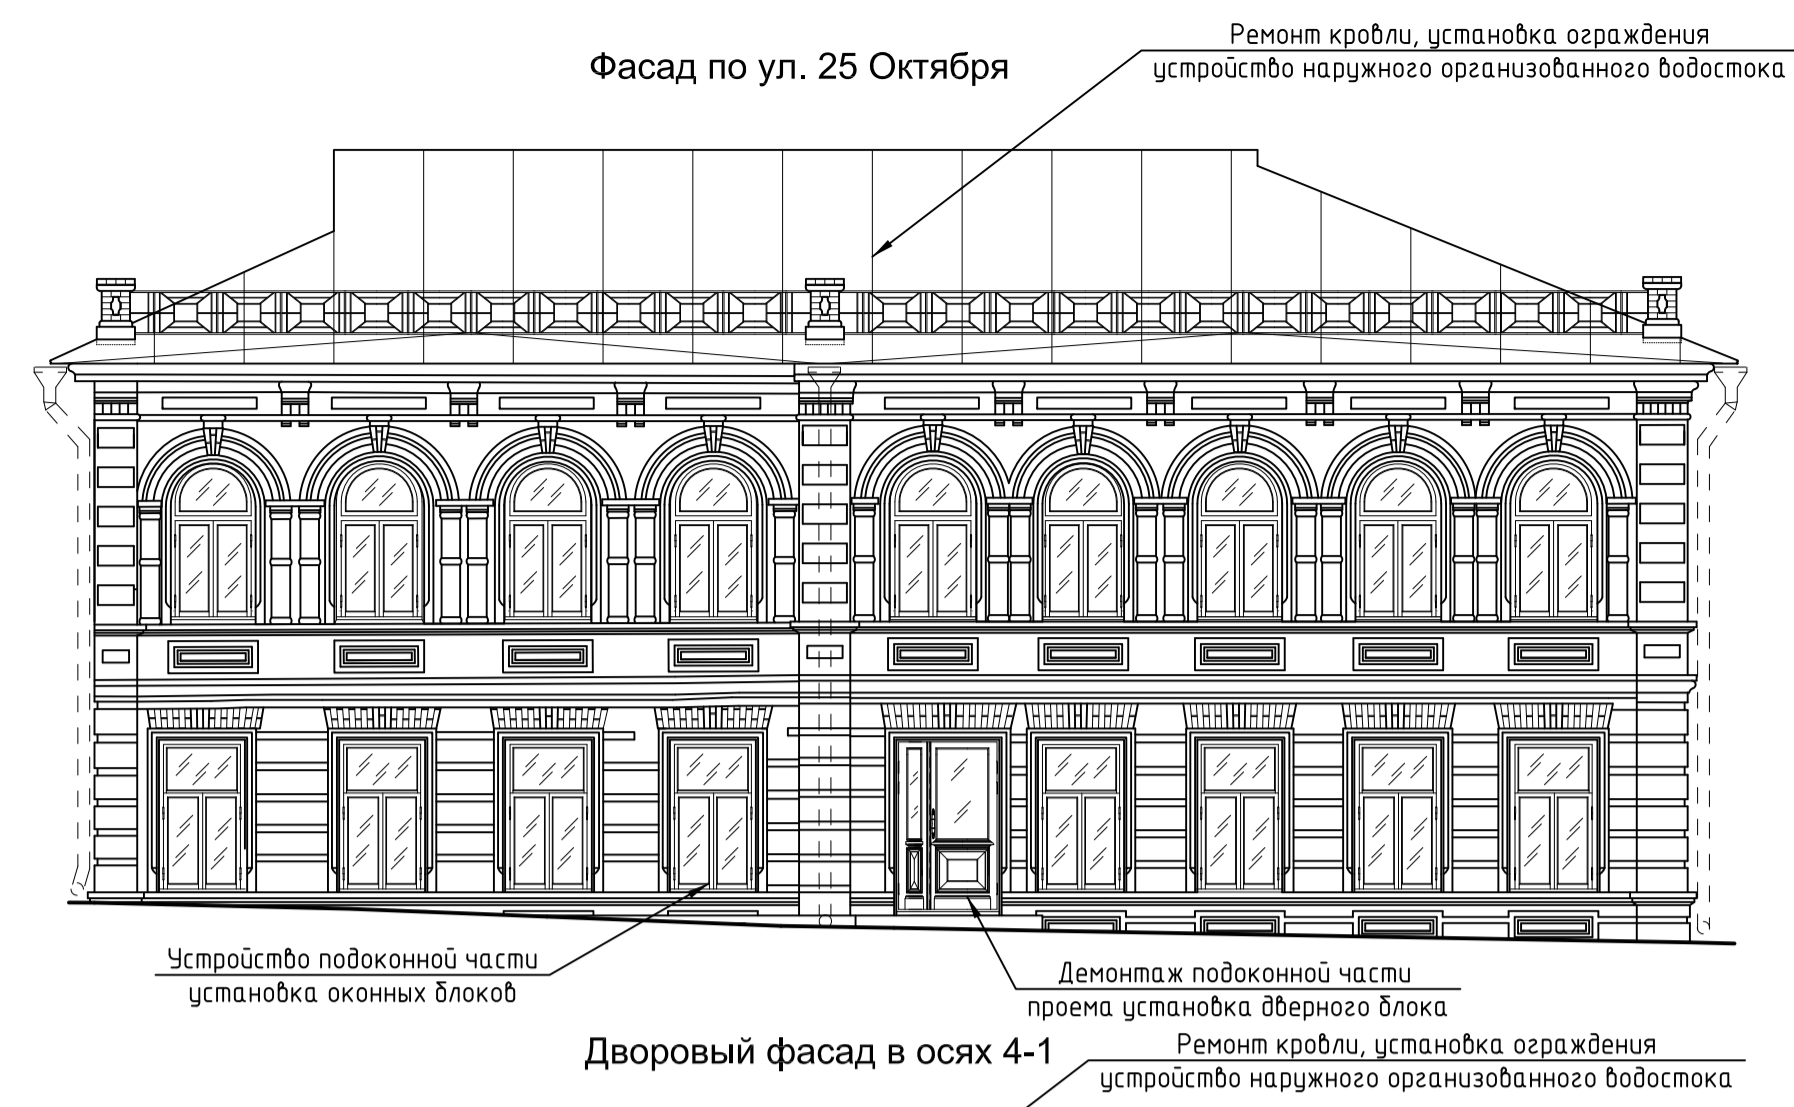 Ремонт кровли, установка ограждения
устройство наружного организованного водостока
Фасад по ул. 25 Октября
Устройство подоконной части
установка оконных блоков
Демонтаж подоконной части
проема установка дверного блока
Дворовый фасад в осях 4-1
Ремонт кровли, установка ограждения
устройство наружного организованного водостока